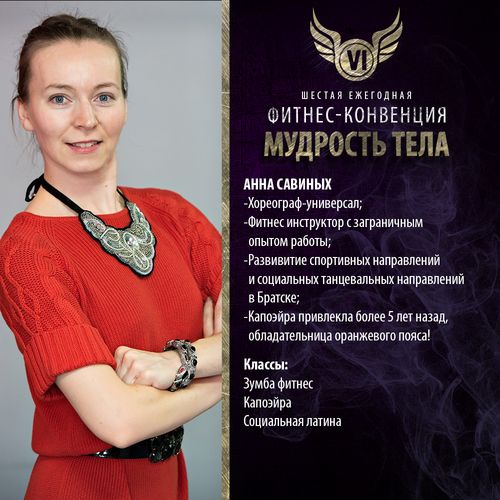 VI
ШЕСТАЯ ЕЖЕГОДНАЯ
ФИТНЕС-КОНВЕНЦИЯ
МУДРОСТЬ ТЕЛА
АННА САВИНЫХ
-Хореограф-универсал;
-Фитнес инструктор с заграничным
опытом работы;
-Развивитие спортивных направлений
и социальных танцевальных направлений
в Братске;
-Капоэйра привлекла более 5 лет назад,
обладательница оранжевого пояса!
Классы:
Зумба фитнес
Капоэйра
Социальная латина